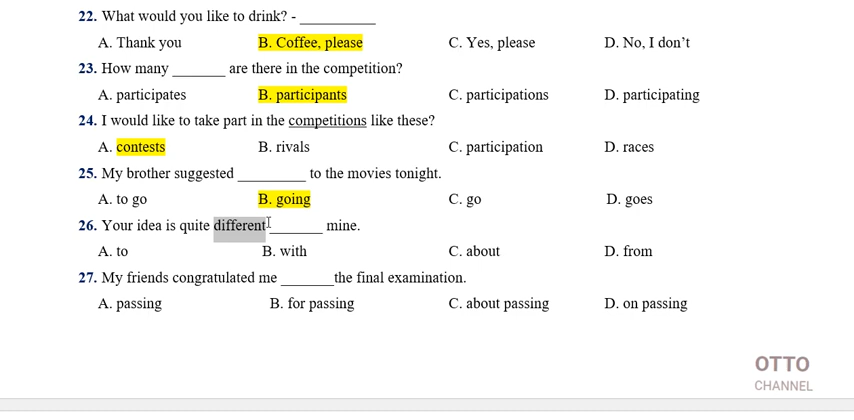 22. What would you like to drink? - ___________
A. Thank you B. Coffee, please C. Yes, please D. No, I don't
23. How many _______ are there in the competition?
A. participates B. participants C. participations D. participating
24. I would like to take part in the competitions like these?
A. contests B. rivals C. participation D. races
25. My brother suggested _________ to the movies tonight.
A. to go B. going C. go D. goes
26. Your idea is quite different _______ mine.
A. to B. with C. about D. from
27. My friends congratulated me _______the final examination.
A. passing B. for passing C. about passing D. on passing
OTTO
CHANNEL